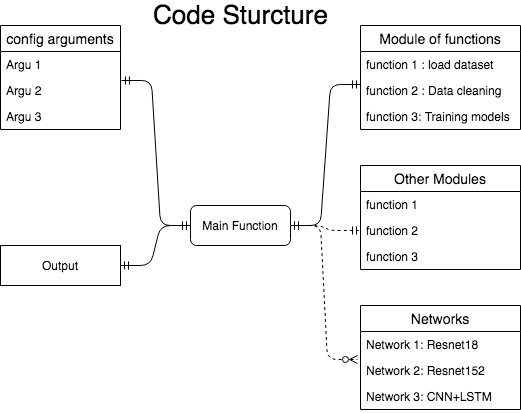 Code Sturcture
config arguments
Argu 1
Argu 2
Argu 3
Module of functions
function 1 : load dataset
function 2 : Data cleaning
function 3: Training models
Main Function
Other Modules
function 1
function 2
function 3
Output
Networks
Network 1: Resnet18
Network 2: Resnet152
Network 3: CNN+LSTM